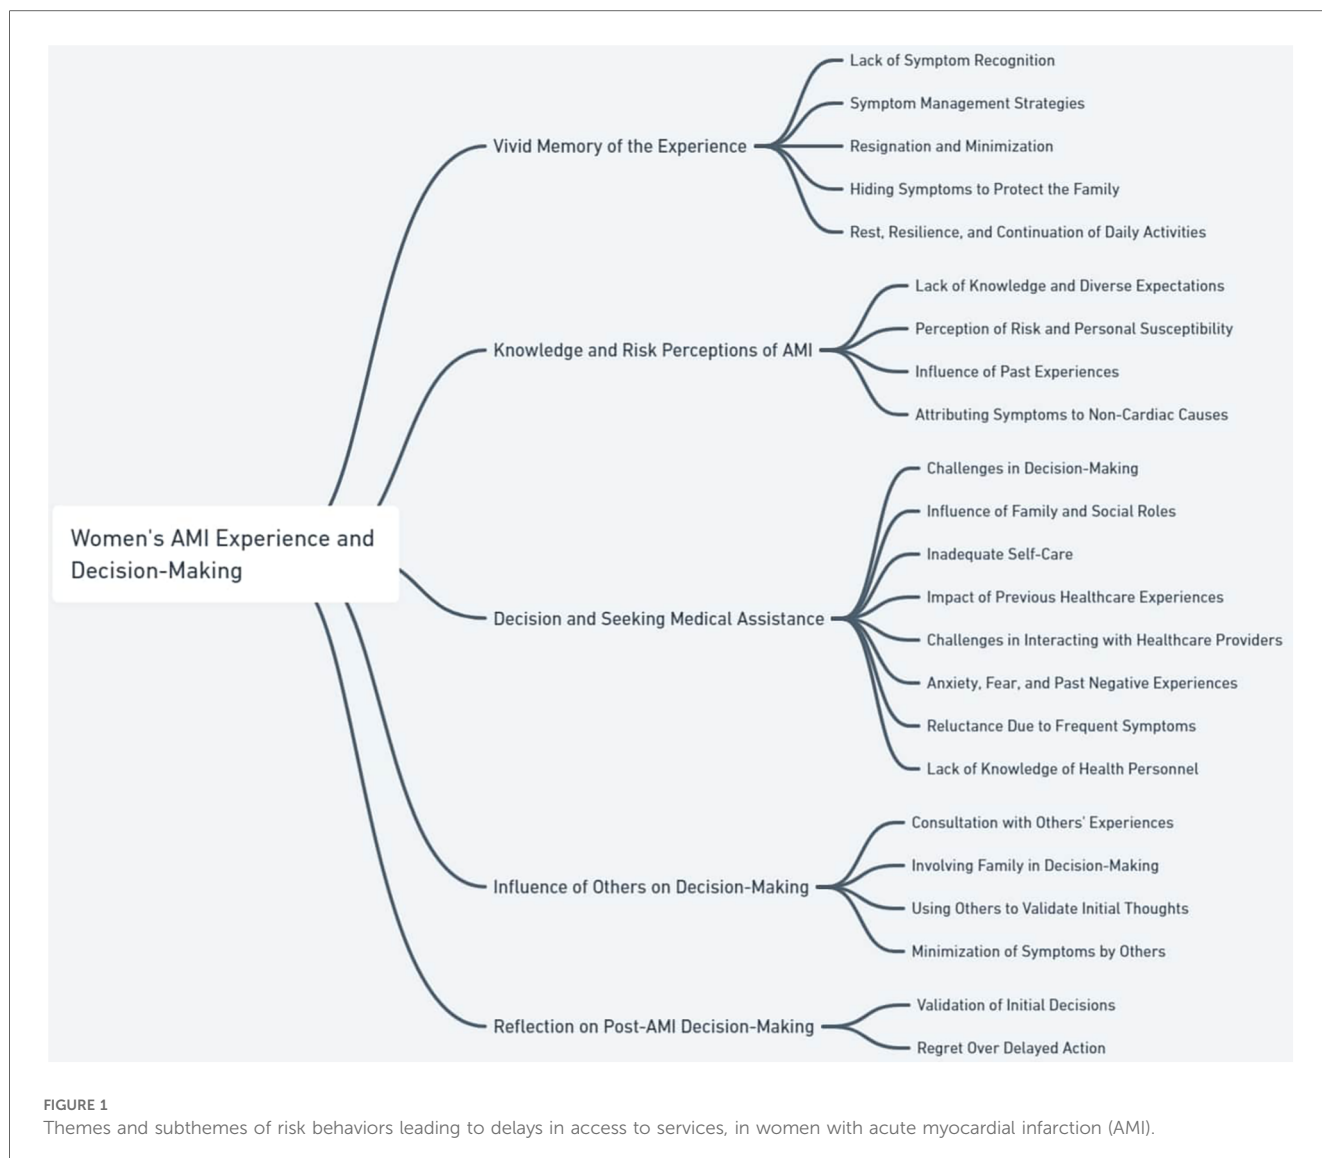 Women's AMI Experience and
Decision-Making
Vivid Memory of the Experience
Lack of Symptom Recognition
Symptom Management Strategies
Resignation and Minimization
Hiding Symptoms to Protect the Family
Rest, Resilience, and Continuation of Daily Activities
Knowledge and Risk Perceptions of AMI
Lack of Knowledge and Diverse Expectations
Perception of Risk and Personal Susceptibility
Influence of Past Experiences
Attributing Symptoms to Non-Cardiac Causes
Decision and Seeking Medical Assistance
Challenges in Decision-Making
Influence of Family and Social Roles
Inadequate Self-Care
Impact of Previous Healthcare Experiences
Challenges in Interacting with Healthcare Providers
Anxiety, Fear, and Past Negative Experiences
Reluctance Due to Frequent Symptoms
Lack of Knowledge of Health Personnel
Influence of Others on Decision-Making
Consultation with Others' Experiences
Involving Family in Decision-Making
Using Others to Validate Initial Thoughts
Minimization of Symptoms by Others
Reflection on Post-AMI Decision-Making
Validation of Initial Decisions
Regret Over Delayed Action
FIGURE 1
Themes and subthemes of risk behaviors leading to delays in access to services, in women with acute myocardial infarction (AMI).